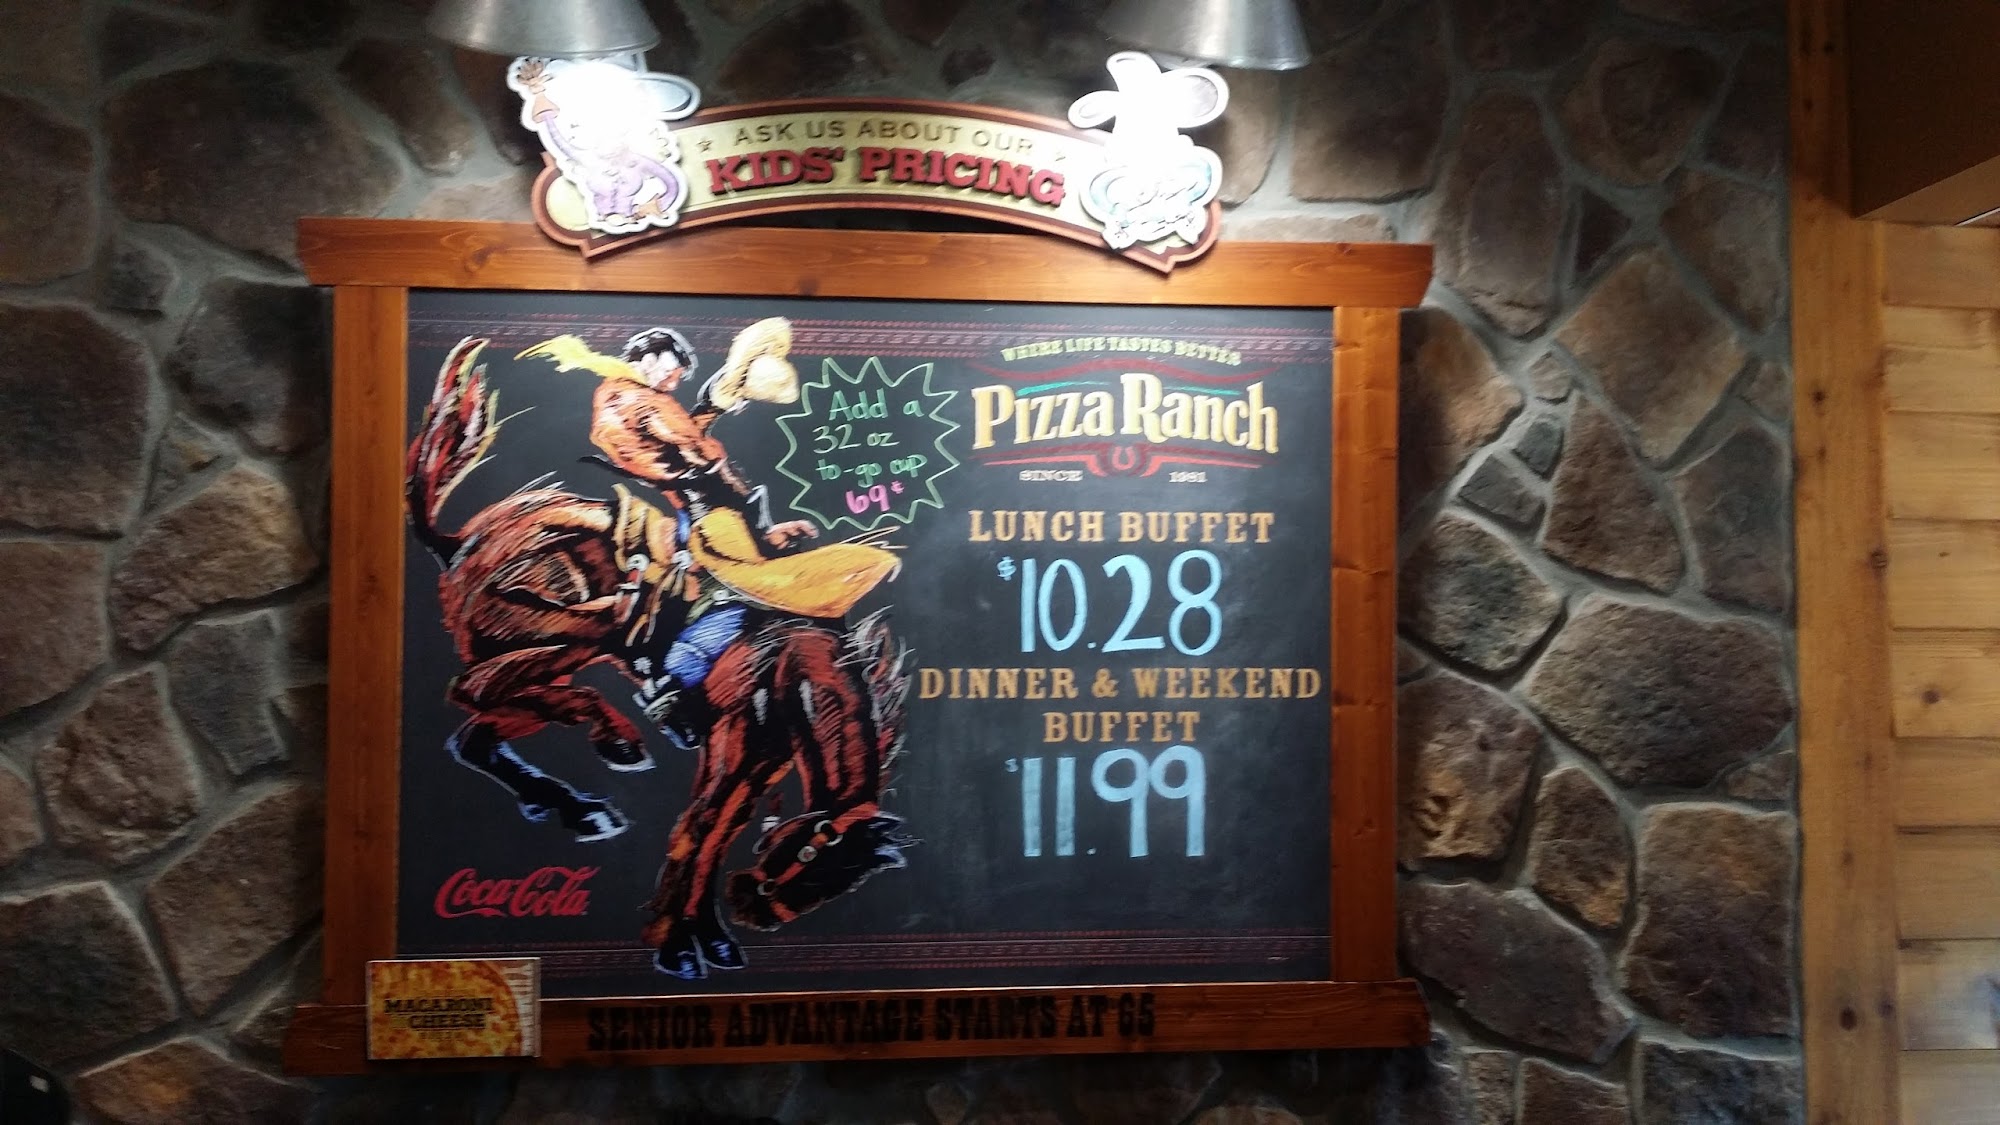 ASK US ABOUT OUR
KIDS' PRICING
WHERE LIFE TASTES BETTER
Pizza Ranch
SINCE 1981
Add a
32 oz
to-go cup
69¢
LUNCH BUFFET
$10.28
DINNER & WEEKEND
BUFFET
$11.99
Coca-Cola
MACARONI
CHEESE
SENIOR ADVANTAGE STARTS AT 65